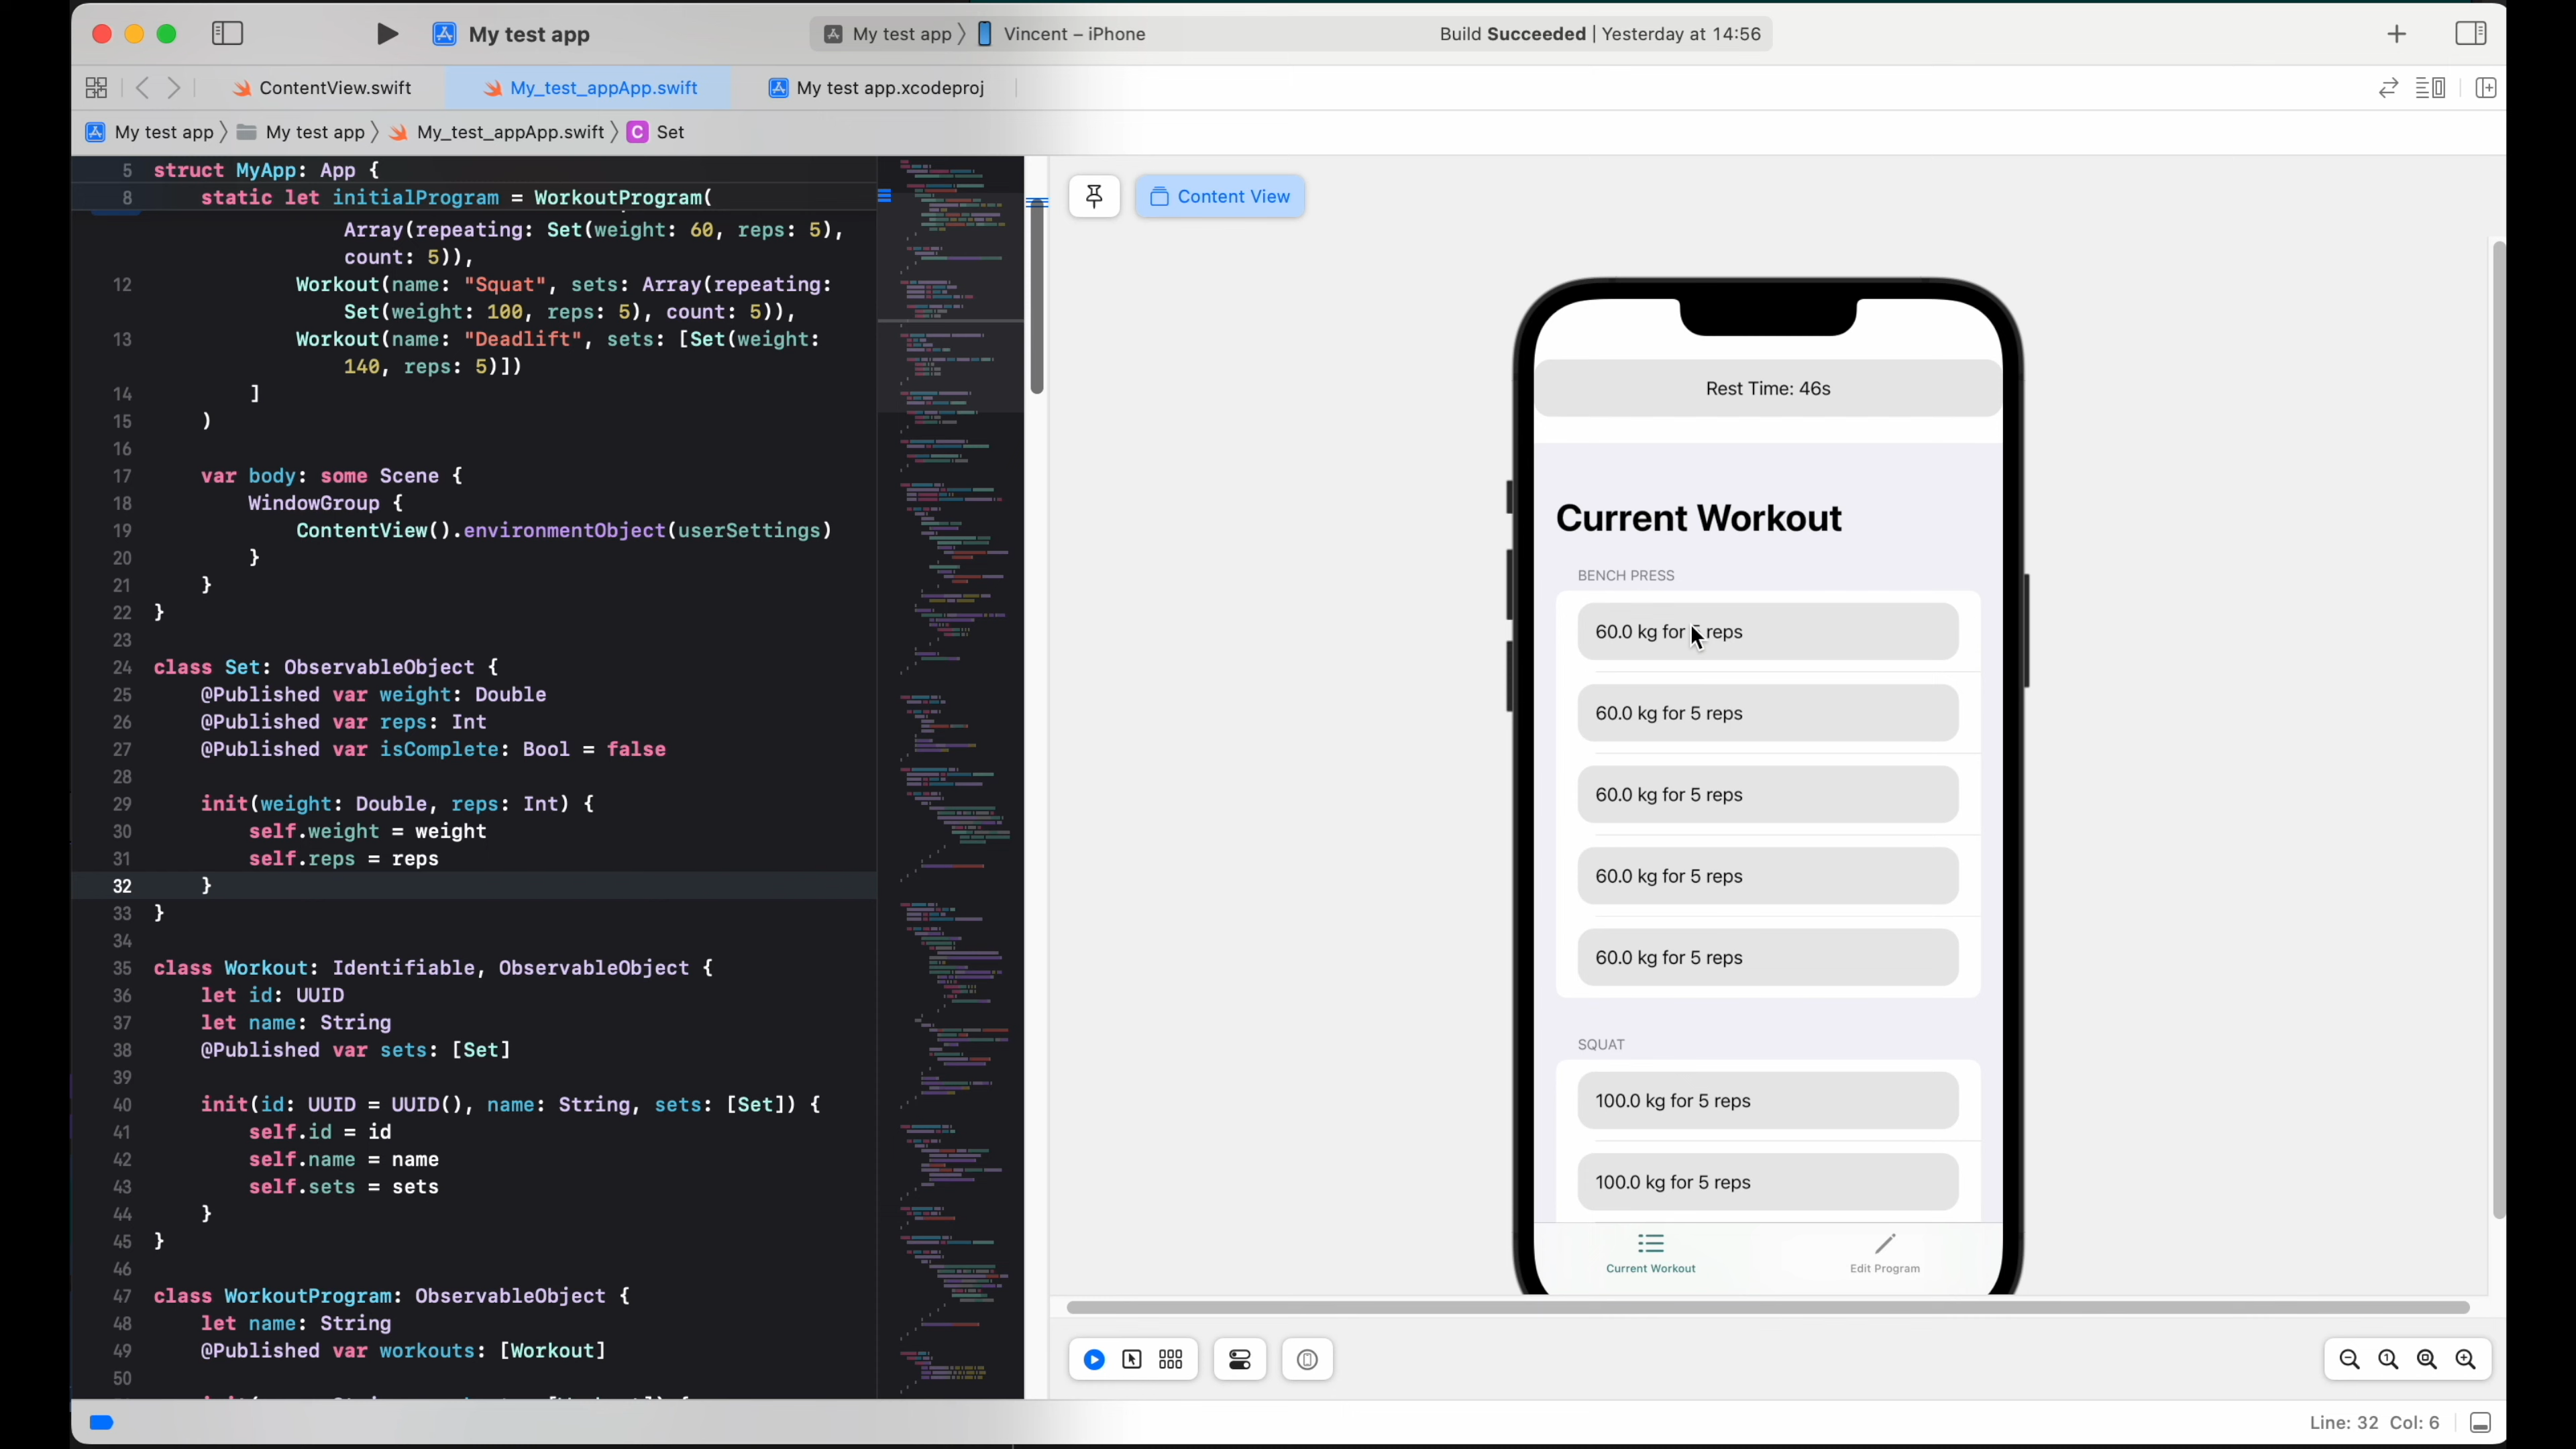 My test app
My test app 〉 Vincent – iPhone
Build Succeeded | Yesterday at 14:56
ContentView.swift
My_test_appApp.swift
My test app.xcodeproj
My test app 〉 My test app 〉 My_test_appApp.swift 〉 C Set
5 struct MyApp: App {
8 static let initialProgram = WorkoutProgram(
Array(repeating: Set(weight: 60, reps: 5),
count: 5)),
12 Workout(name: "Squat", sets: Array(repeating:
Set(weight: 100, reps: 5), count: 5)),
13 Workout(name: "Deadlift", sets: [Set(weight:
140, reps: 5)])
14 ]
15 )
16
17 var body: some Scene {
18 WindowGroup {
19 ContentView().environmentObject(userSettings)
20 }
21 }
22 }
23
24 class Set: ObservableObject {
25 @Published var weight: Double
26 @Published var reps: Int
27 @Published var isComplete: Bool = false
28
29 init(weight: Double, reps: Int) {
30 self.weight = weight
31 self.reps = reps
32 }
33 }
34
35 class Workout: Identifiable, ObservableObject {
36 let id: UUID
37 let name: String
38 @Published var sets: [Set]
39
40 init(id: UUID = UUID(), name: String, sets: [Set]) {
41 self.id = id
42 self.name = name
43 self.sets = sets
44 }
45 }
46
47 class WorkoutProgram: ObservableObject {
48 let name: String
49 @Published var workouts: [Workout]
50
Content View
Rest Time: 46s
Current Workout
BENCH PRESS
60.0 kg for 5 reps
60.0 kg for 5 reps
60.0 kg for 5 reps
60.0 kg for 5 reps
60.0 kg for 5 reps
SQUAT
100.0 kg for 5 reps
100.0 kg for 5 reps
Current Workout
Edit Program
Line: 32 Col: 6